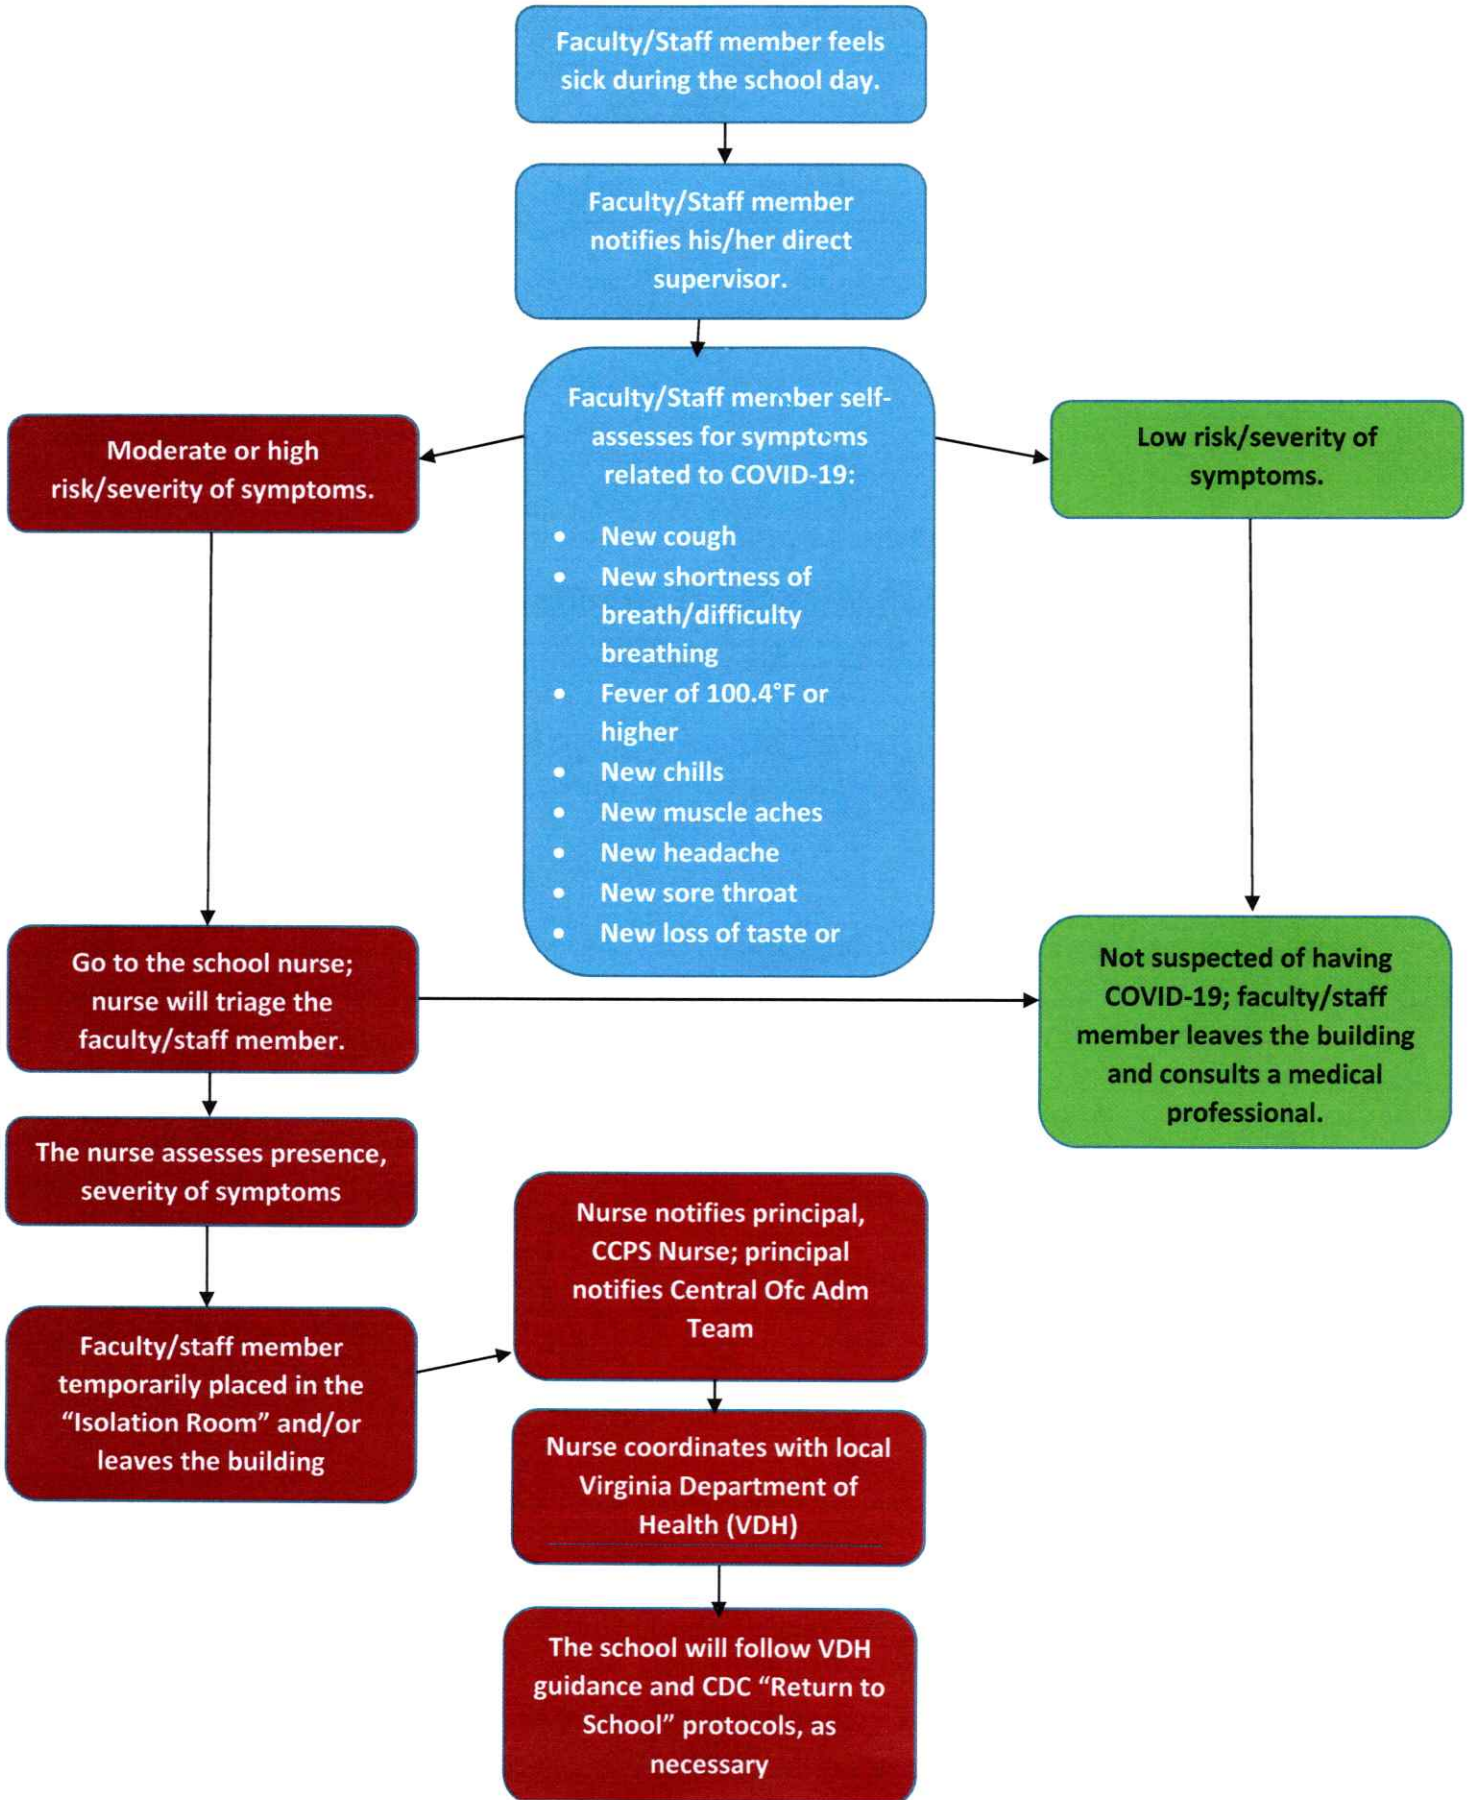 Faculty/Staff member feels
sick during the school day.
Faculty/Staff member
notifies his/her direct
supervisor.
Faculty/Staff member self-
assesses for symptoms
related to COVID-19:
• New cough
• New shortness of
breath/difficulty
breathing
• Fever of 100.4°F or
higher
• New chills
• New muscle aches
• New headache
• New sore throat
• New loss of taste or
Moderate or high
risk/severity of symptoms.
Low risk/severity of
symptoms.
Go to the school nurse;
nurse will triage the
faculty/staff member.
Not suspected of having
COVID-19; faculty/staff
member leaves the building
and consults a medical
professional.
The nurse assesses presence,
severity of symptoms
Faculty/staff member
temporarily placed in the
“Isolation Room” and/or
leaves the building
Nurse notifies principal,
CCPS Nurse; principal
notifies Central Ofc Adm
Team
Nurse coordinates with local
Virginia Department of
Health (VDH)
The school will follow VDH
guidance and CDC “Return to
School” protocols, as
necessary